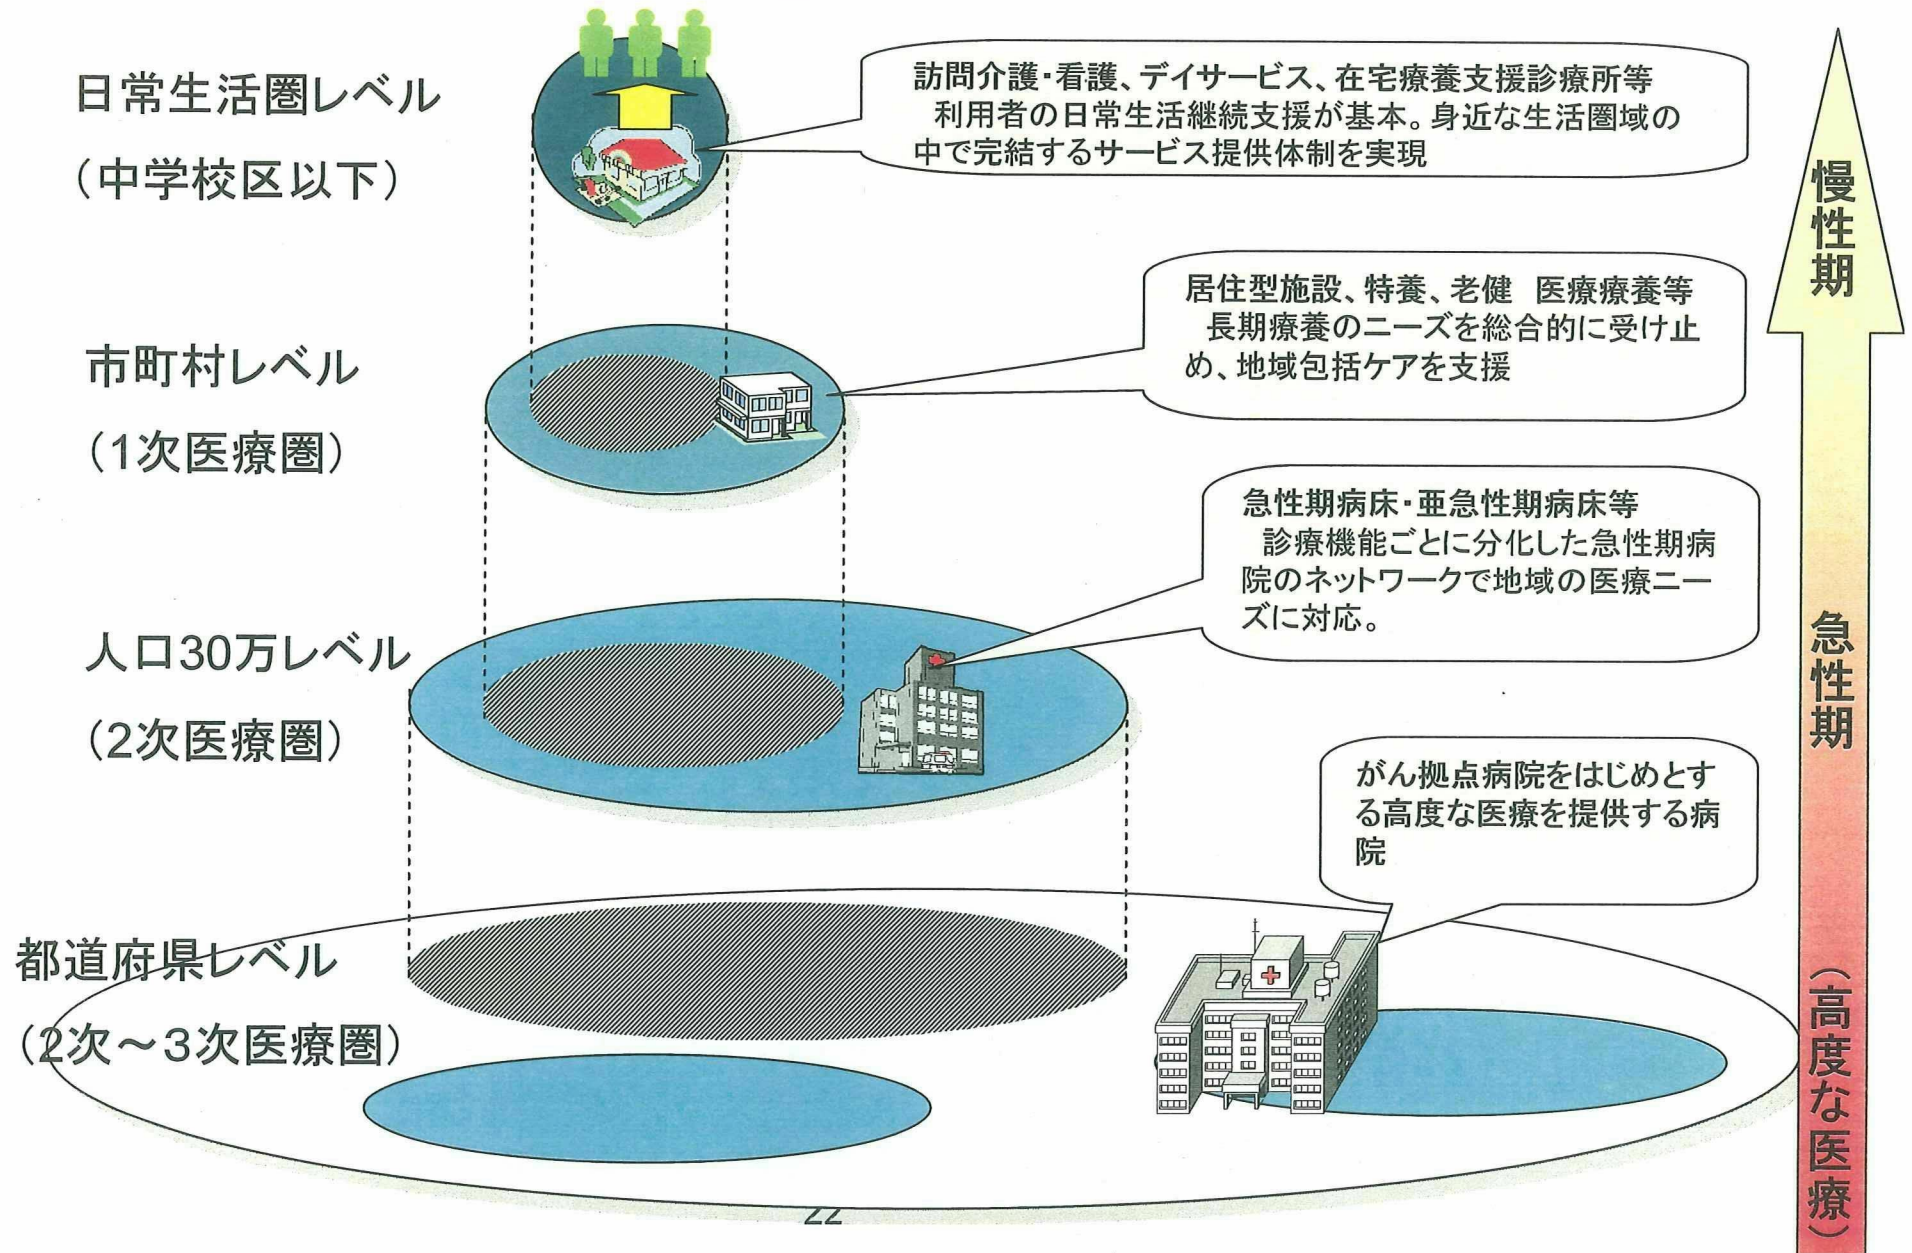 日常生活圏レベル
（中学校区以下）
訪問介護・看護、デイサービス、在宅療養支援診療所等
利用者の日常生活継続支援が基本。身近な生活圏域の
中で完結するサービス提供体制を実現
市町村レベル
（1次医療圏）
居住型施設、特養、老健　医療療養等
長期療養のニーズを総合的に受け止
め、地域包括ケアを支援
人口30万レベル
（2次医療圏）
急性期病床・亜急性期病床等
診療機能ごとに分化した急性期病
院のネットワークで地域の医療ニー
ズに対応。
都道府県レベル
（2次～3次医療圏）
がん拠点病院をはじめとす
る高度な医療を提供する病
院
慢性期
急性期
（高度な医療）
22